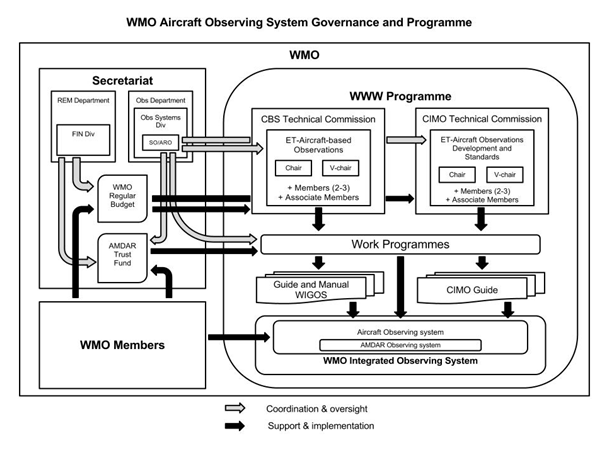 WMO Aircraft Observing System Governance and Programme
WMO
Secretariat
REM Department
FIN Div
Obs Department
Obs Systems
Div
SO/ARO
WMO
Regular
Budget
AMDAR
Trust
Fund
WMO Members
WWW Programme
CBS Technical Commission
ET-Aircraft-based
Observations
Chair
V-chair
+ Members (2-3)
+ Associate Members
CIMO Technical Commission
ET-Aircraft Observations
Development and
Standards
Chair
V-chair
+ Members (2-3)
+ Associate Members
Work Programmes
Guide and Manual
WIGOS
CIMO Guide
Aircraft Observing system
AMDAR Observing system
WMO Integrated Observing System
Coordination & oversight
Support & implementation